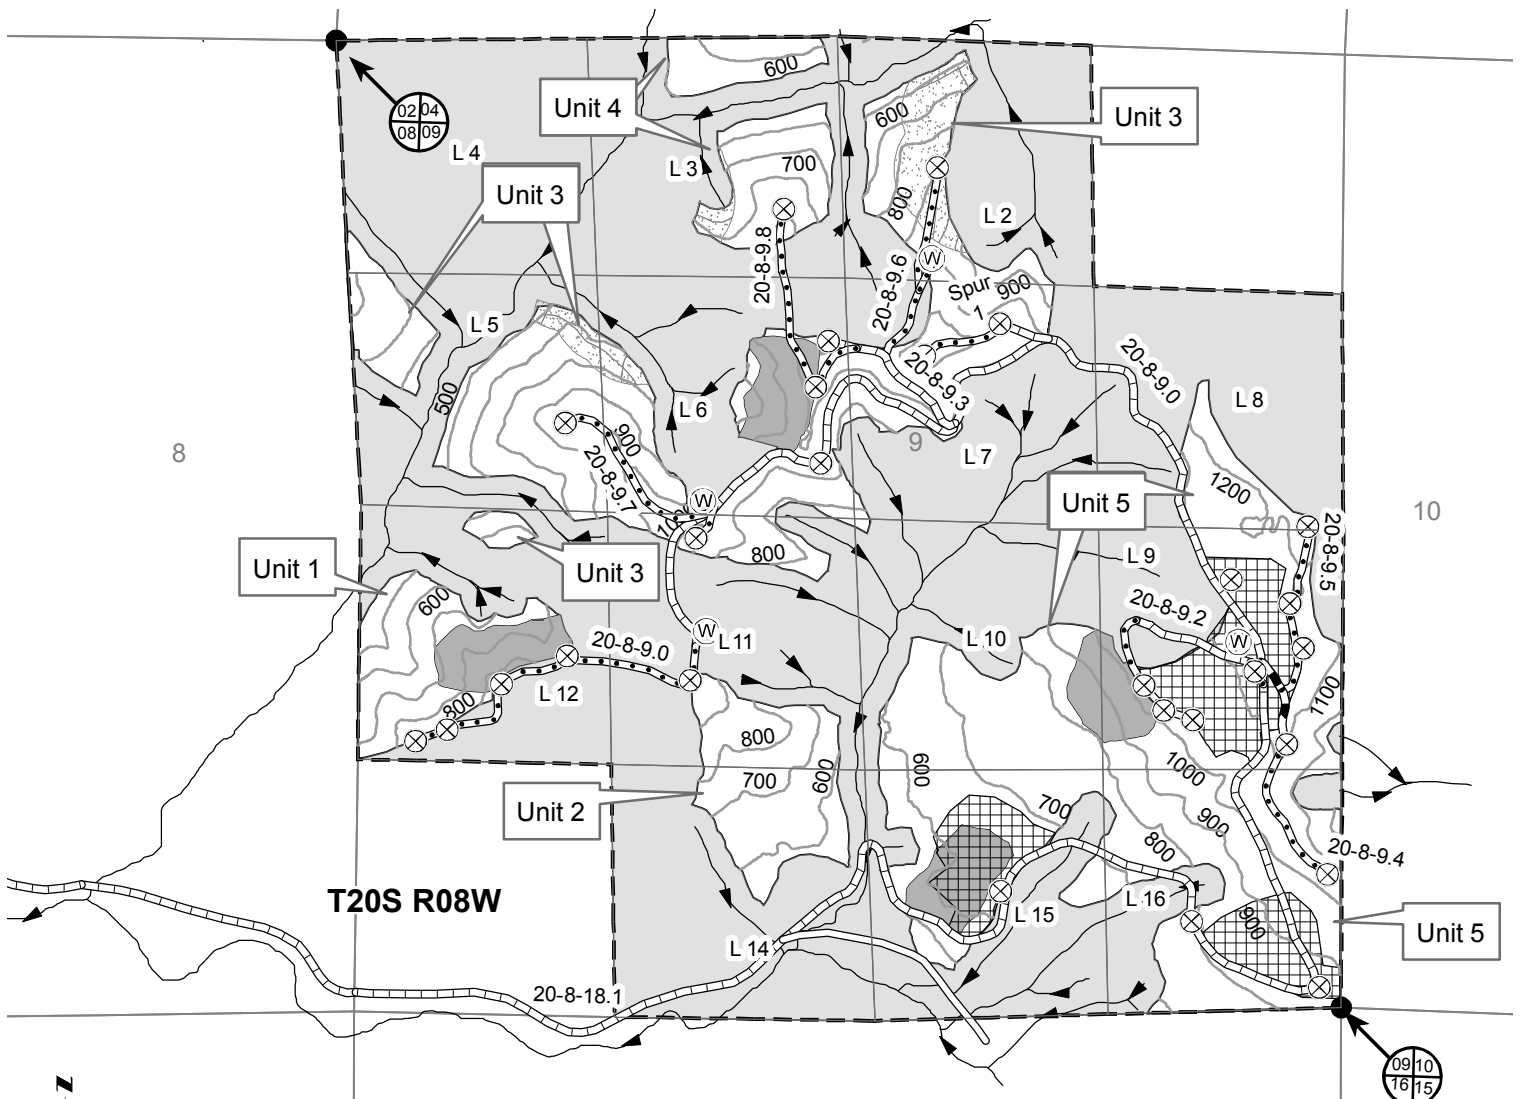 600
Unit 4
02 04
08 09
600
Unit 3
L 4
L 3
700
Unit 3
800
L 2
20-8-9.8
20-8-9.6
W
Spur
1
900
L 5
20-8-9.0
500
20-8-9.3
L 8
L 6
900
9
L 7
8
20-8-9.7
1200
Unit 5
10
W
20-8-9.5
800
L 9
Unit 1
Unit 3
600
20-8-9.2
W
L 11
L 10
W
20-8-9.0
L 12
800
1100
800
600
600
700
1000
Unit 2
700
900
800
20-8-9.4
T20S R08W
L 16
L 15
900
Unit 5
L 14
20-8-18.1
09 10
16 15
z